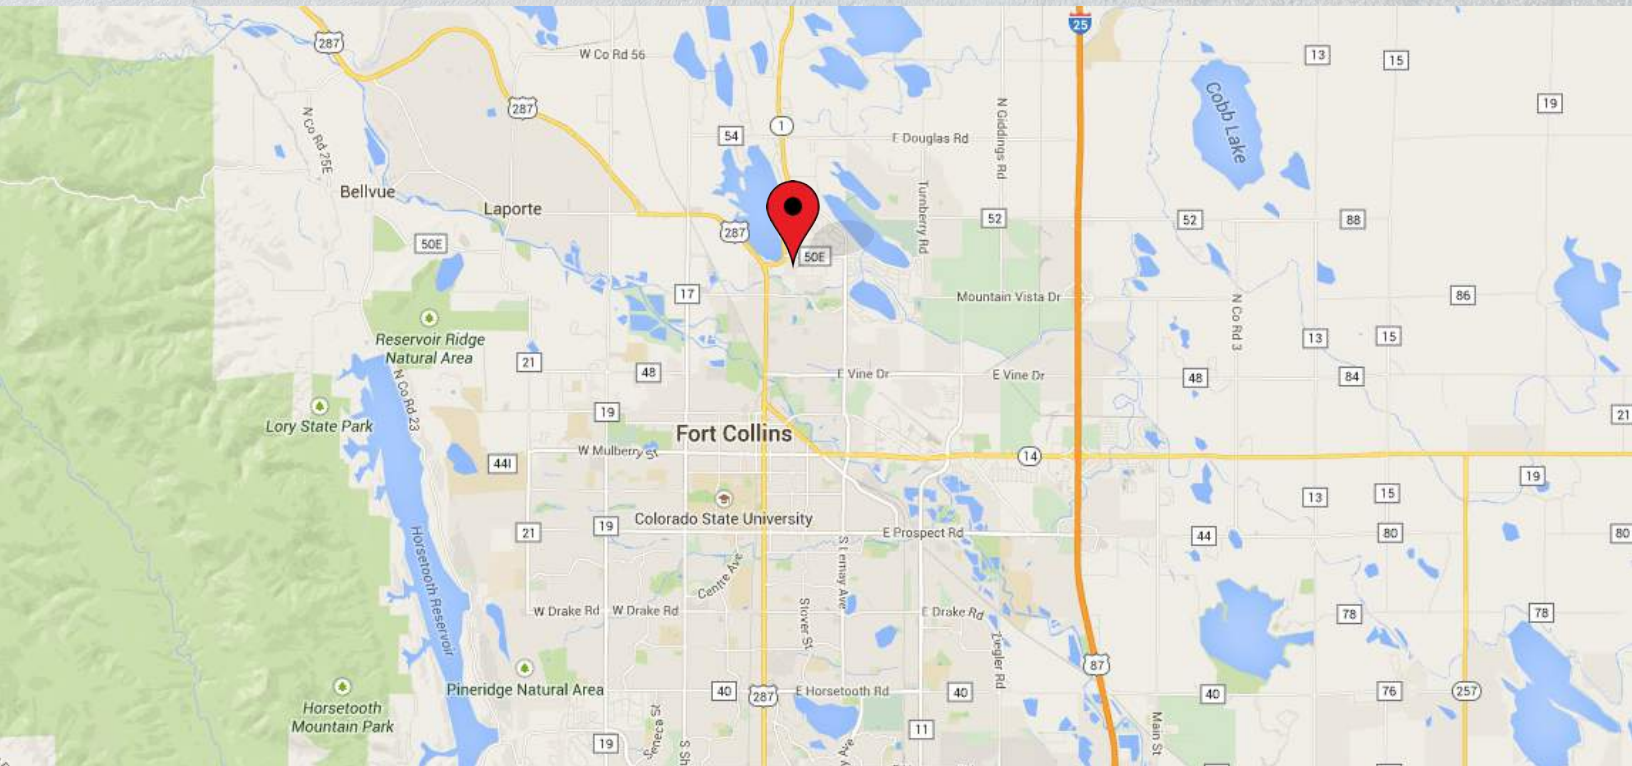 25
287
W Co Rd 56
13
15
Cobb Lake
19
287
N Co Rd 25E
N Giddings Rd
1
54
E Douglas Rd
Bellvue
Laporte
Turnberry Rd
52
52
88
287
50E
50E
17
Mountain Vista Dr
86
N Co Rd 3
Reservoir Ridge
Natural Area
13
15
21
48
E Vine Dr
E Vine Dr
48
84
N Co Rd 23
Lory State Park
19
21
Fort Collins
W Mulberry St
44I
14
19
13
15
Colorado State University
21
19
E Prospect Rd
44
80
80
Horsetooth Reservoir
S Lemay Ave
Centre Ave
W Drake Rd
W Drake Rd
Stover St
E Drake Rd
78
78
Ziegler Rd
87
Pineridge Natural Area
40
287
E Horsetooth Rd
40
40
76
257
Horsetooth
Mountain Park
19
Seneca St
S Sh
11
Main St